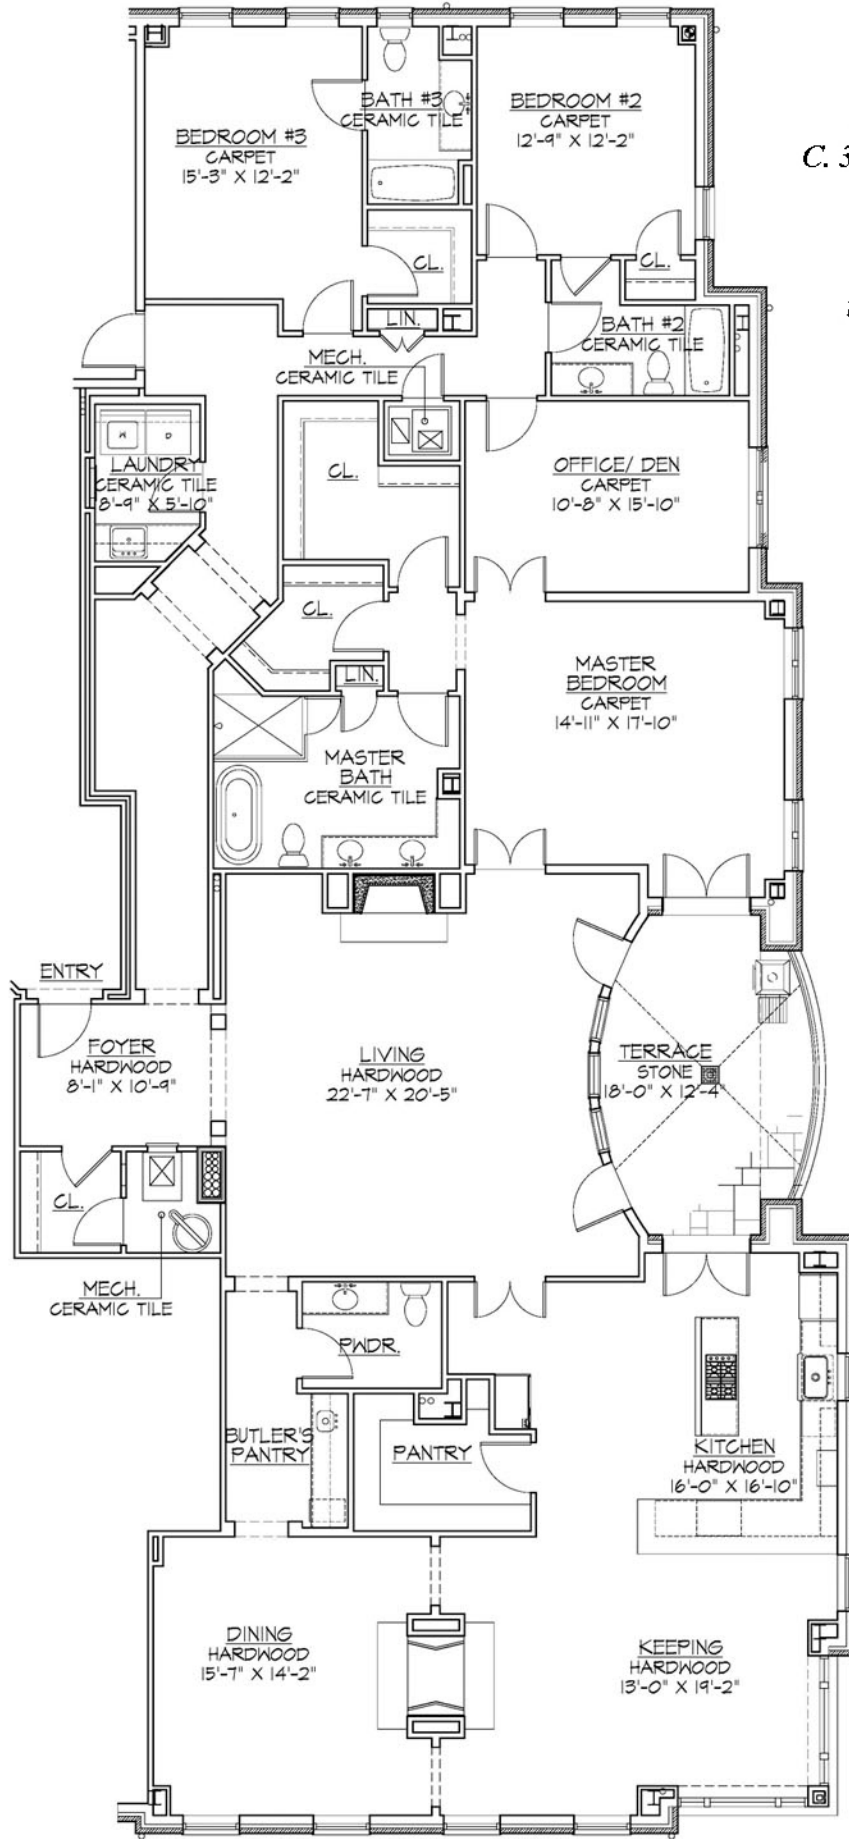 BATH #3
CERAMIC TILE
BEDROOM #2
CARPET
12'-9" X 12'-2"
BEDROOM #3
CARPET
15'-3" X 12'-2"
C. 3
CL.
CL.
LIN.
BATH #2
CERAMIC TILE
MECH.
CERAMIC TILE
W
D
LAUNDRY
CERAMIC TILE
8'-9" X 5'-10"
CL.
OFFICE/ DEN
CARPET
10'-8" X 15'-10"
CL.
LIN.
MASTER
BEDROOM
CARPET
14'-11" X 17'-10"
MASTER
BATH
CERAMIC TILE
ENTRY
FOYER
HARDWOOD
8'-1" X 10'-9"
LIVING
HARDWOOD
22'-7" X 20'-5"
TERRACE
STONE
18'-0" X 12'-4"
CL.
MECH.
CERAMIC TILE
PWDR.
BUTLER'S
PANTRY
PANTRY
KITCHEN
HARDWOOD
16'-0" X 16'-10"
DINING
HARDWOOD
15'-7" X 14'-2"
KEEPING
HARDWOOD
13'-0" X 19'-2"